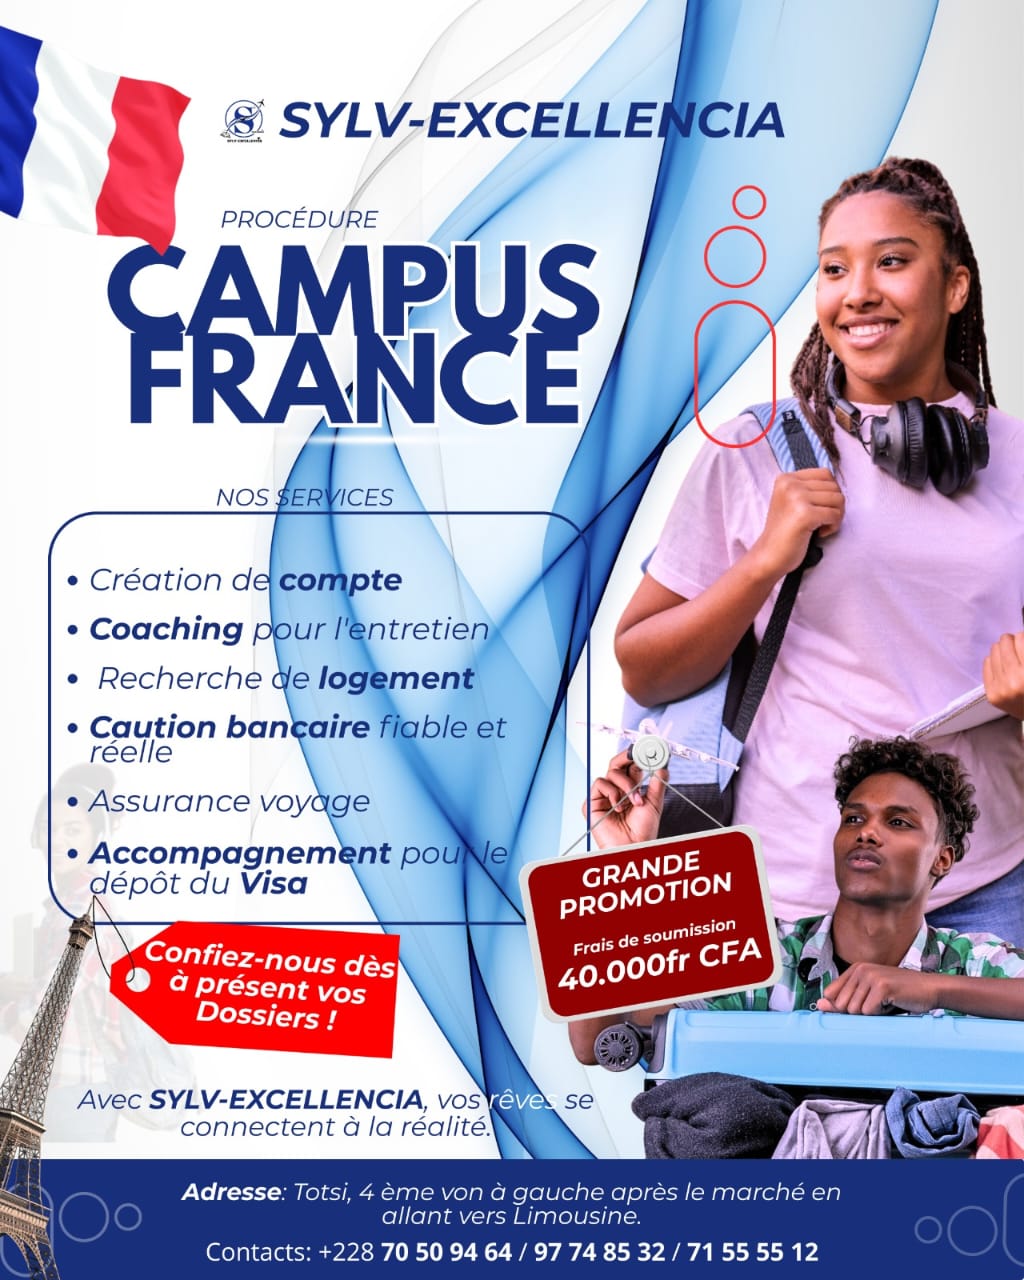 SYLV-EXCELLENCIA
PROCÉDURE
CAMPUS
FRANCE
NOS SERVICES
• Création de compte
• Coaching pour l'entretien
• Recherche de logement
• Caution bancaire fiable et
réelle
• Assurance voyage
• Accompagnement pour le
dépôt du Visa
GRANDE
PROMOTION
Frais de soumission
40.000fr CFA
Confiez-nous dès
à présent vos
Dossiers !
Avec SYLV-EXCELLENCIA, vos rêves se
connectent à la réalité.
Adresse: Totsi, 4 ème von à gauche après le marché en
allant vers Limousine.
Contacts: +228 70 50 94 64 / 97 74 85 32 / 71 55 55 12